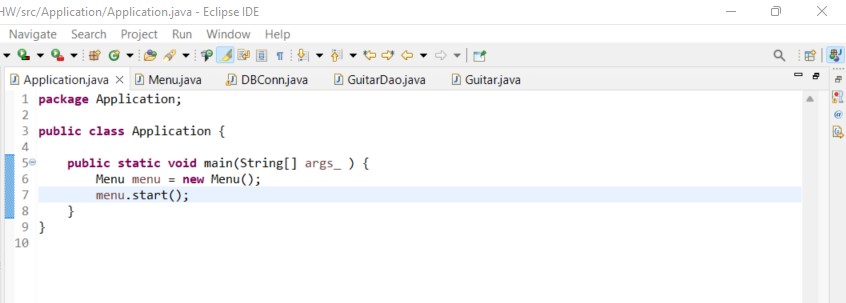 HW/src/Application/Application.java - Eclipse IDE
Navigate Search Project Run Window Help
Application.java Menu.java DBConn.java GuitarDao.java Guitar.java
1 package Application;
2
3 public class Application {
4
5 public static void main(String[] args_ ) {
6 Menu menu = new Menu();
7 menu.start();
8 }
9 }
10